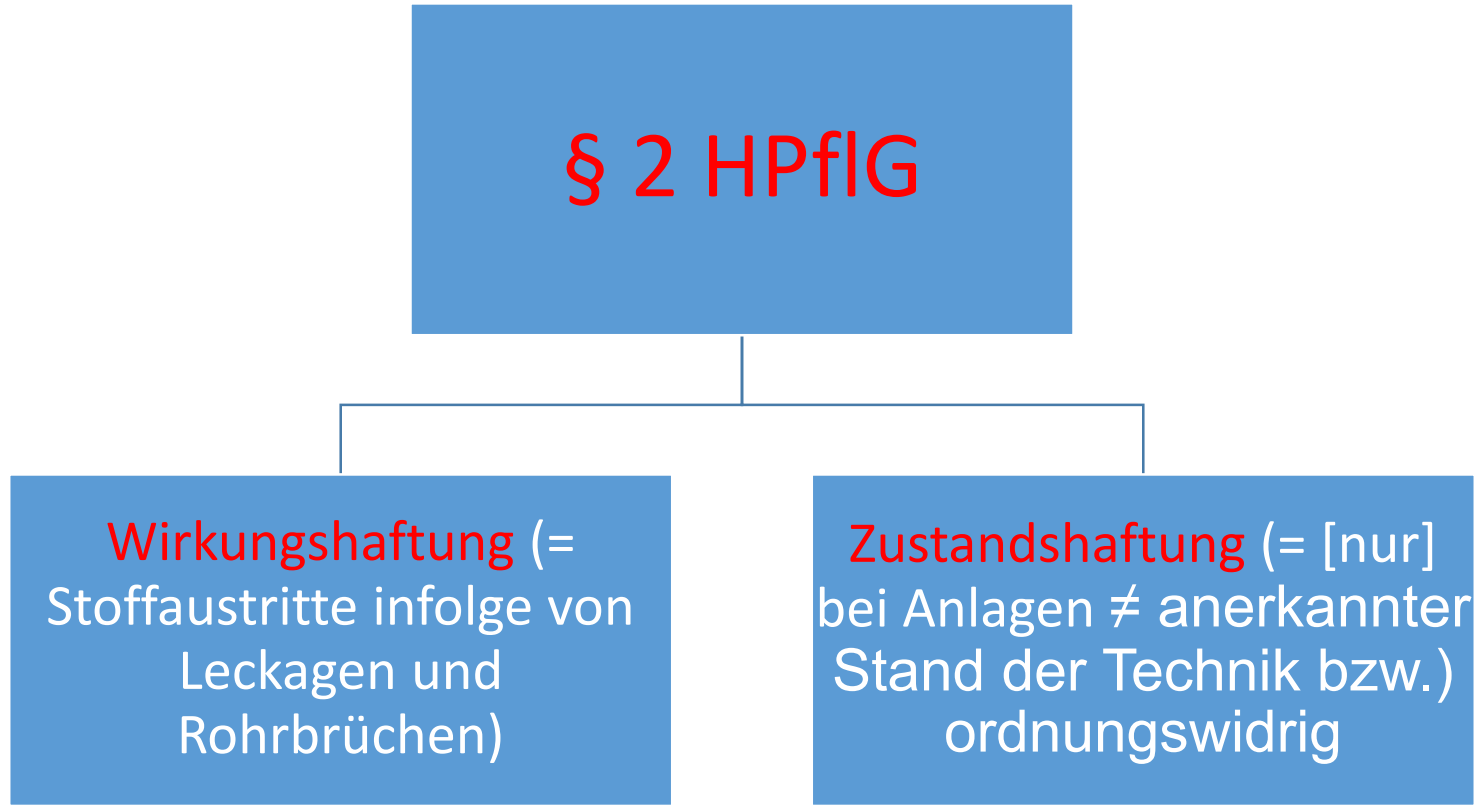 § 2 HPflG
Wirkungshaftung (=
Stoffaustritte infolge von
Leckagen und
Rohrbrüchen)
Zustandshaftung (= [nur]
bei Anlagen ≠ anerkannter
Stand der Technik bzw.)
ordnungswidrig